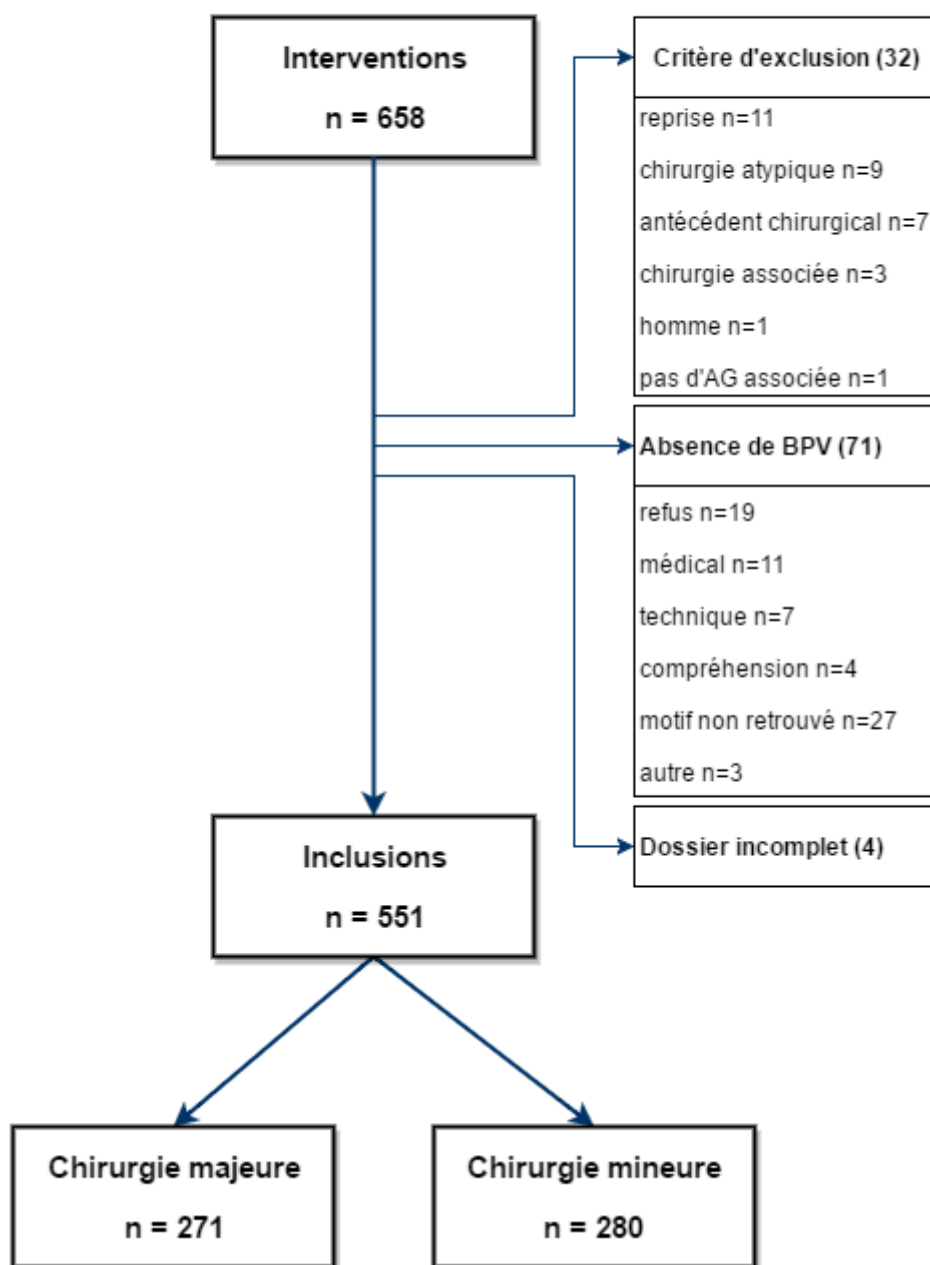 Interventions
n = 658
Critère d'exclusion (32)
reprise n=11
chirurgie atypique n=9
antécédent chirurgical n=7
chirurgie associée n=3
homme n=1
pas d'AG associée n=1
Absence de BPV (71)
refus n=19
médical n=11
technique n=7
compréhension n=4
motif non retrouvé n=27
autre n=3
Dossier incomplet (4)
Inclusions
n = 551
Chirurgie majeure
n = 271
Chirurgie mineure
n = 280